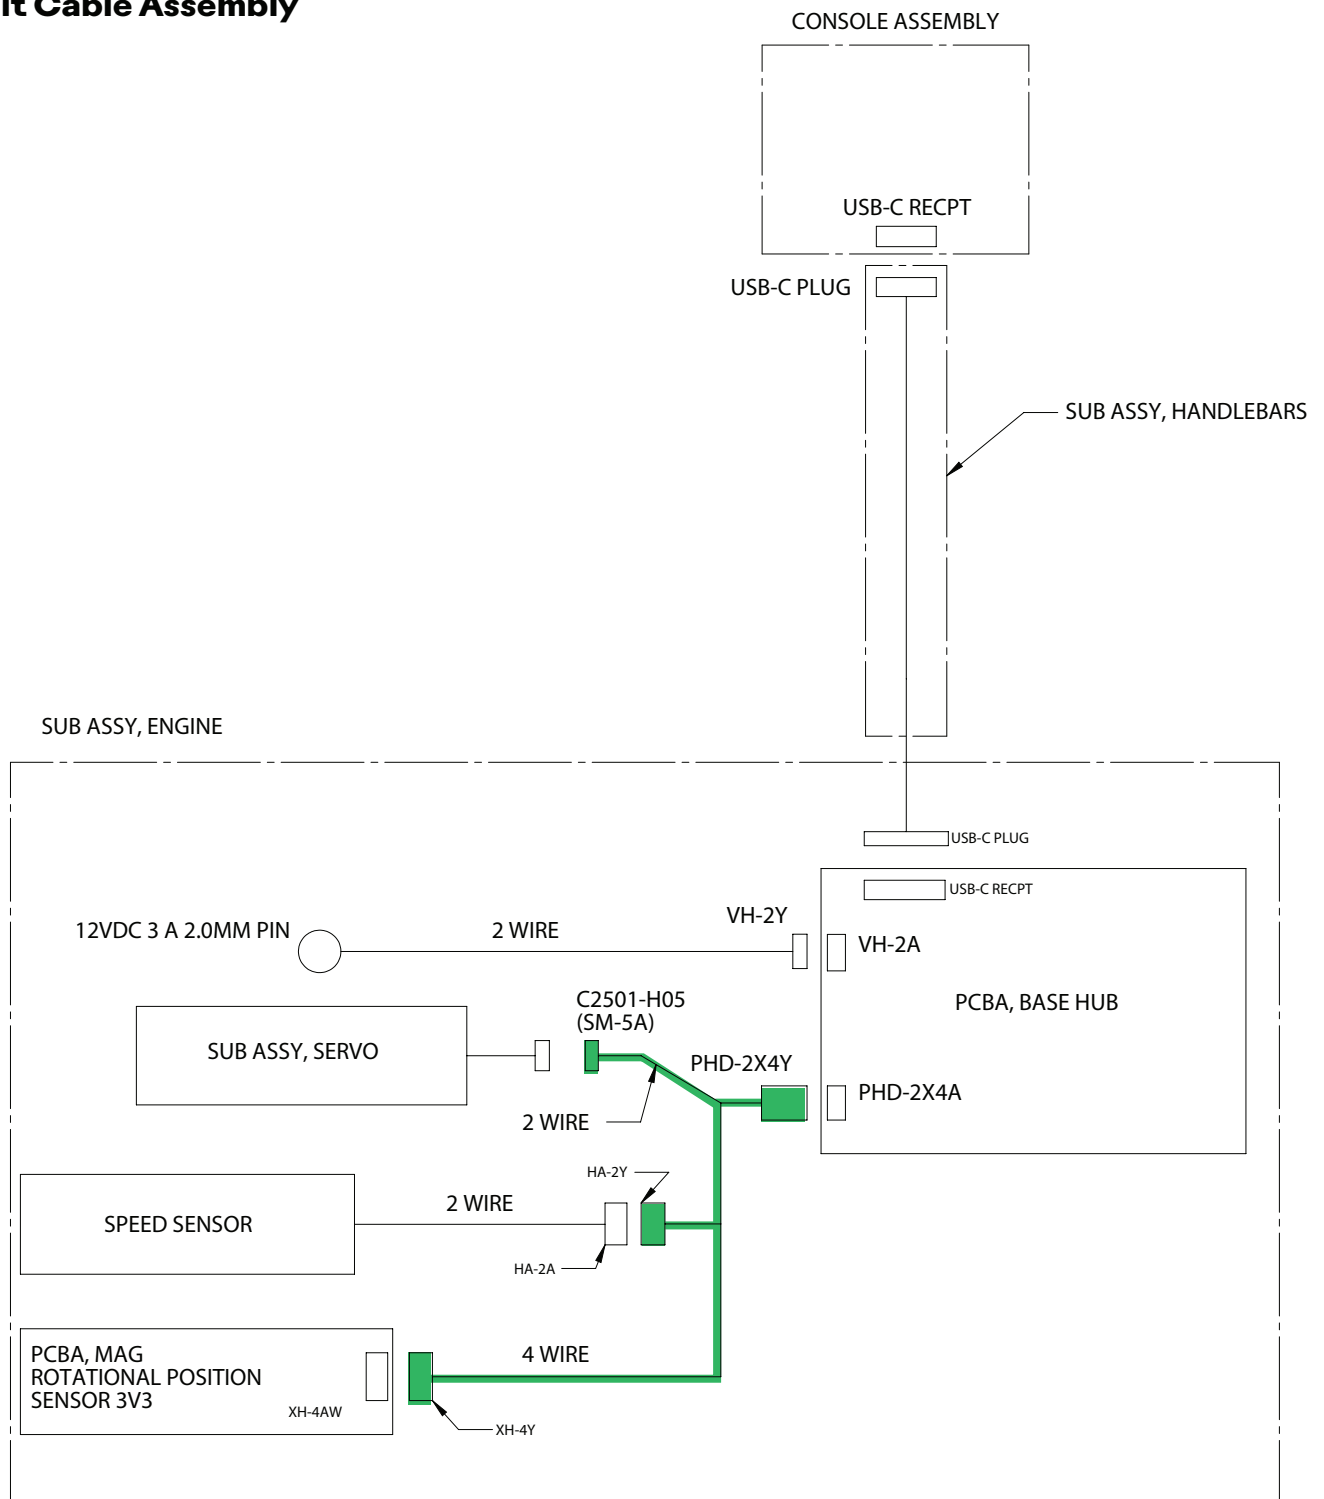 lt Cable Assembly
CONSOLE ASSEMBLY
USB-C RECPT
USB-C PLUG
SUB ASSY, HANDLEBARS
SUB ASSY, ENGINE
USB-C PLUG
USB-C RECPT
12VDC 3 A 2.0MM PIN
2 WIRE
VH-2Y
VH-2A
PCBA, BASE HUB
C2501-H05
(SM-5A)
SUB ASSY, SERVO
PHD-2X4Y
PHD-2X4A
2 WIRE
HA-2Y
2 WIRE
SPEED SENSOR
HA-2A
PCBA, MAG
ROTATIONAL POSITION
SENSOR 3V3
4 WIRE
XH-4AW
XH-4Y